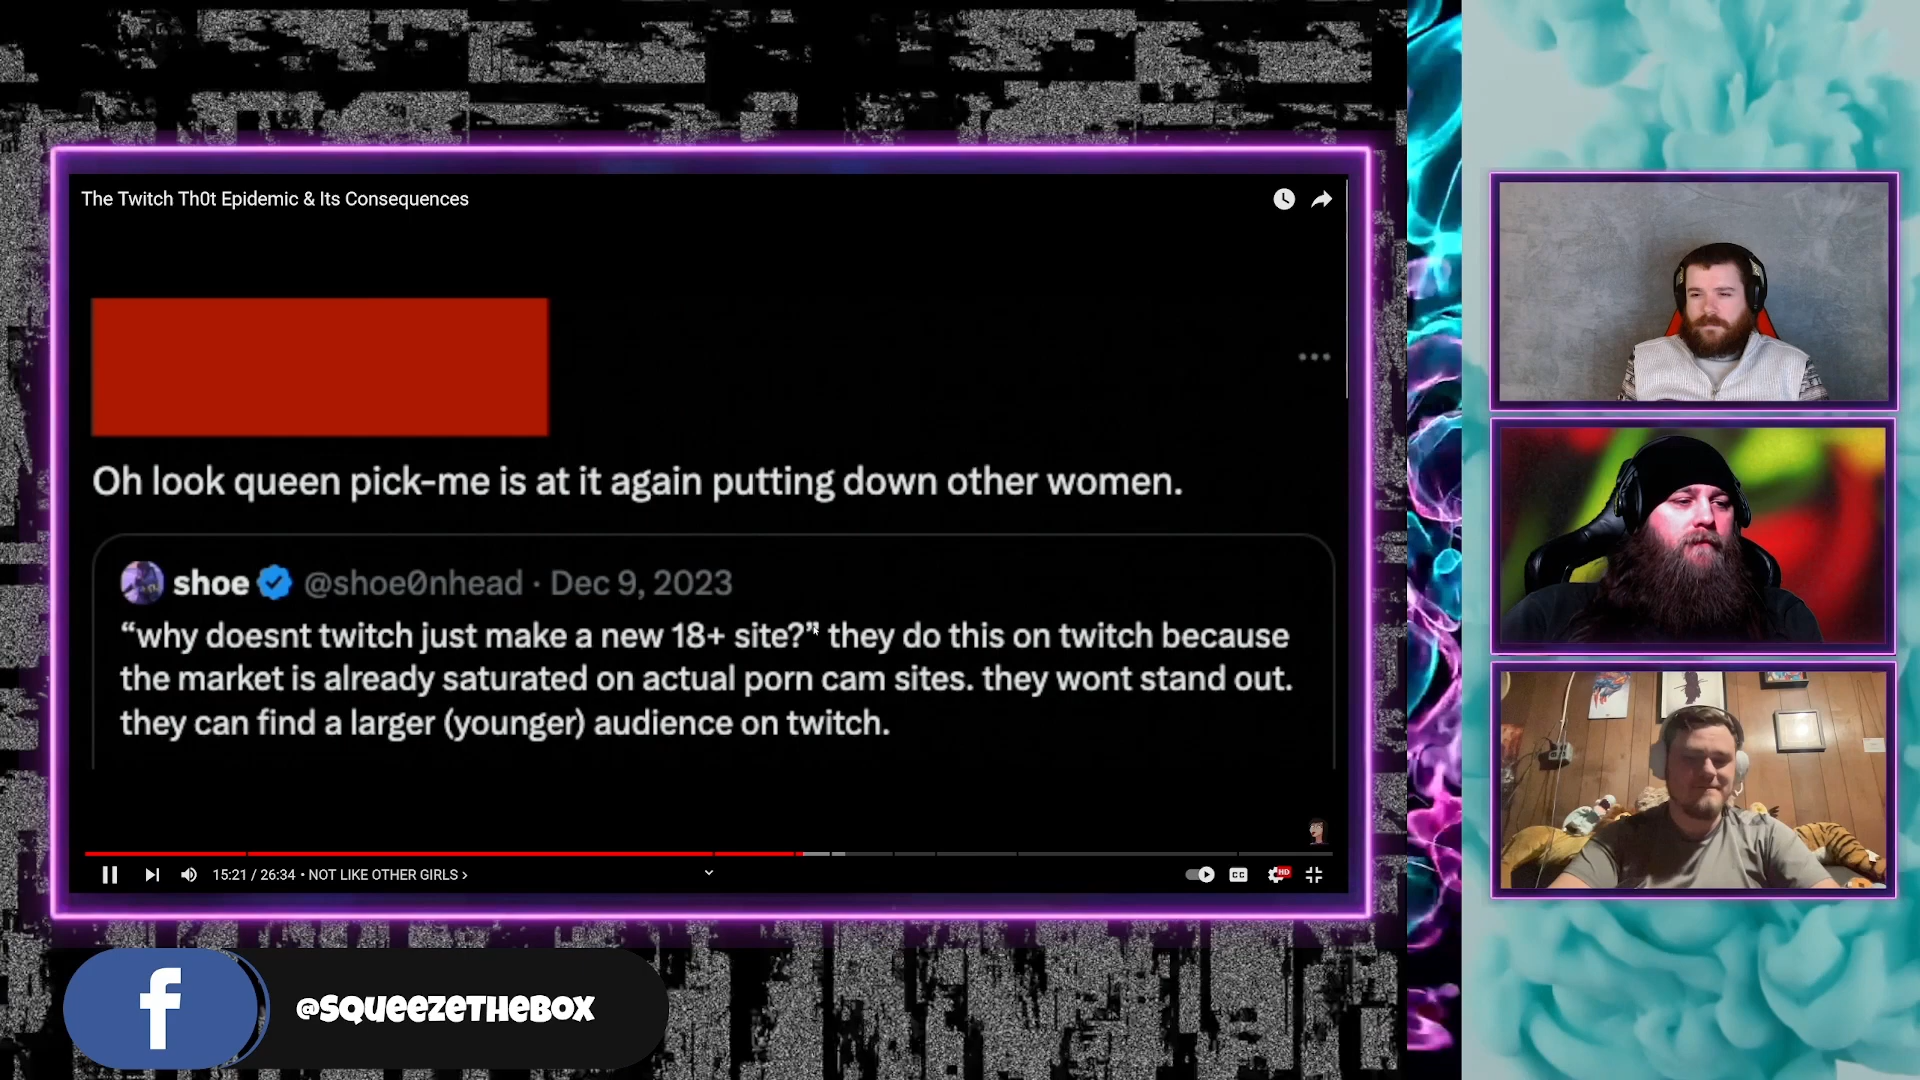 The Twitch Th0t Epidemic & Its Consequences
Oh look queen pick-me is at it again putting down other women.
shoe @shoe0nhead · Dec 9, 2023
“why doesnt twitch just make a new 18+ site?” they do this on twitch because
the market is already saturated on actual porn cam sites. they wont stand out.
they can find a larger (younger) audience on twitch.
15:21 / 26:34 • NOT LIKE OTHER GIRLS ›
CC
HD
f
@SQUEEZETHEBOX